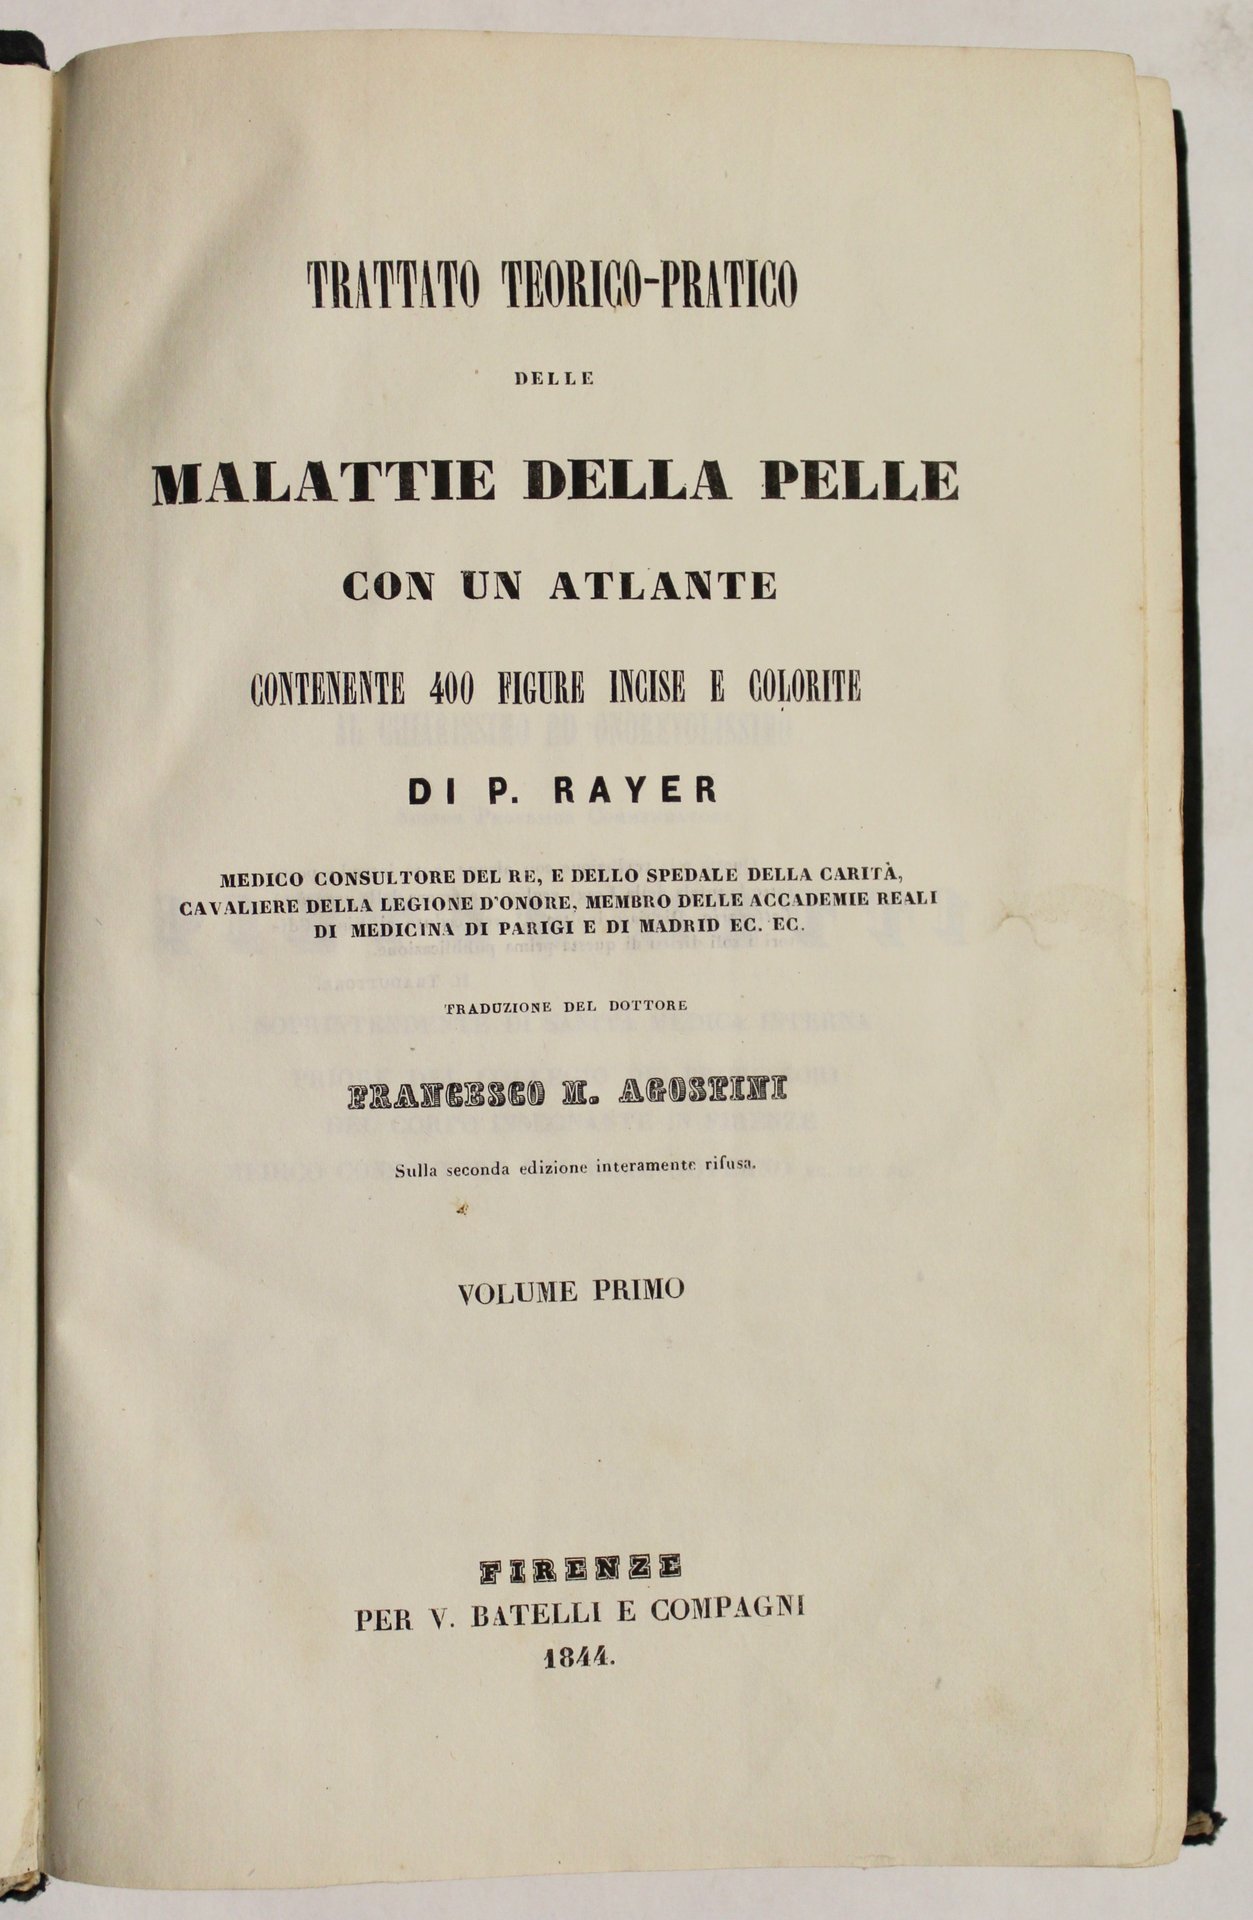 TRATTATO TEORICO-PRATICO
DELLE
MALATTIE DELLA PELLE
CON UN ATLANTE
CONTENENTE 400 FIGURE INCISE E COLORITE
DI P. RAYER
MEDICO CONSULTORE DEL RE, E DELLO SPEDALE DELLA CARITÀ,
CAVALIERE DELLA LEGIONE D'ONORE, MEMBRO DELLE ACCADEMIE REALI
DI MEDICINA DI PARIGI E DI MADRID EC. EC.
TRADUZIONE DEL DOTTORE
FRANCESCO M. AGOSTINI
Sulla seconda edizione interamente rifusa.
VOLUME PRIMO
FIRENZE
PER V. BATELLI E COMPAGNI
1844.